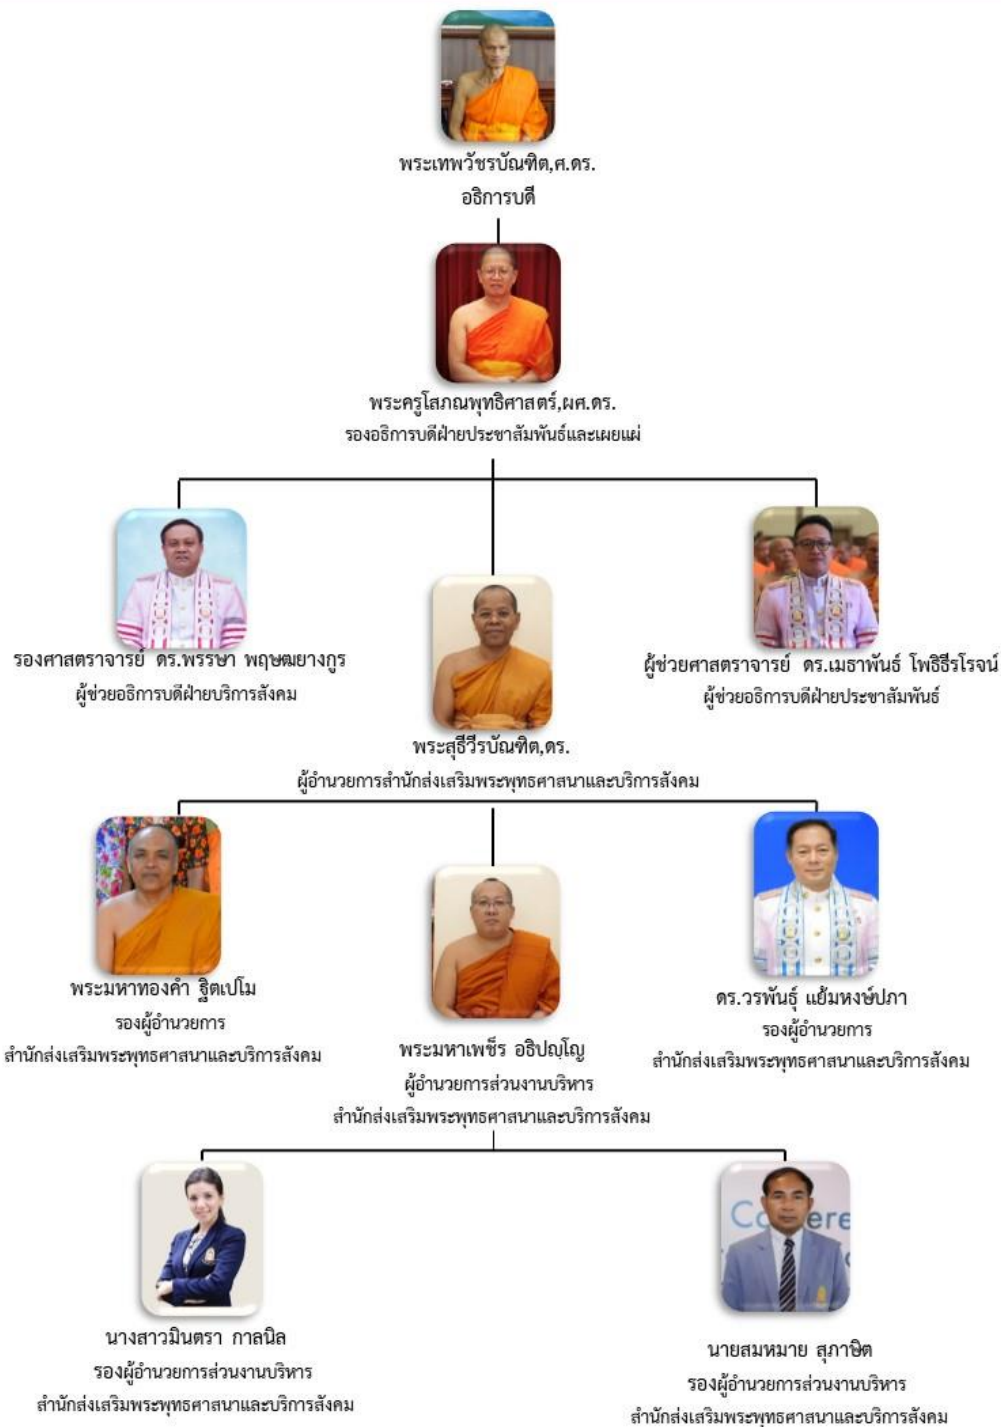 พระเทพวัชรบัณฑิต,ศ.ดร.
อธิการบดี
พระครูโสภณพุทธิศาสตร์,ผศ.ดร.
รองอธิการบดีฝ่ายประชาสัมพันธ์และเผยแผ่
รองศาสตราจารย์ ดร.พรรษา พฤฒยางกูร
ผู้ช่วยอธิการบดีฝ่ายบริการสังคม
ผู้ช่วยศาสตราจารย์ ดร.เมธาพันธ์ โพธิธีรโรจน์
ผู้ช่วยอธิการบดีฝ่ายประชาสัมพันธ์
พระสุธีวีรบัณฑิต,ดร.
ผู้อำนวยการสำนักส่งเสริมพระพุทธศาสนาและบริการสังคม
พระมหาทองคำ ฐิตเปโม
รองผู้อำนวยการ
สำนักส่งเสริมพระพุทธศาสนาและบริการสังคม
พระมหาเพชีร อธิปญฺโญ
ผู้อำนวยการส่วนงานบริหาร
สำนักส่งเสริมพระพุทธศาสนาและบริการสังคม
ดร.วรพันธุ์ แย้มหงษ์ปภา
รองผู้อำนวยการ
สำนักส่งเสริมพระพุทธศาสนาและบริการสังคม
นางสาวมินตรา กาลนิล
รองผู้อำนวยการส่วนงานบริหาร
สำนักส่งเสริมพระพุทธศาสนาและบริการสังคม
นายสมหมาย สุภาษิต
รองผู้อำนวยการส่วนงานบริหาร
สำนักส่งเสริมพระพุทธศาสนาและบริการสังคม